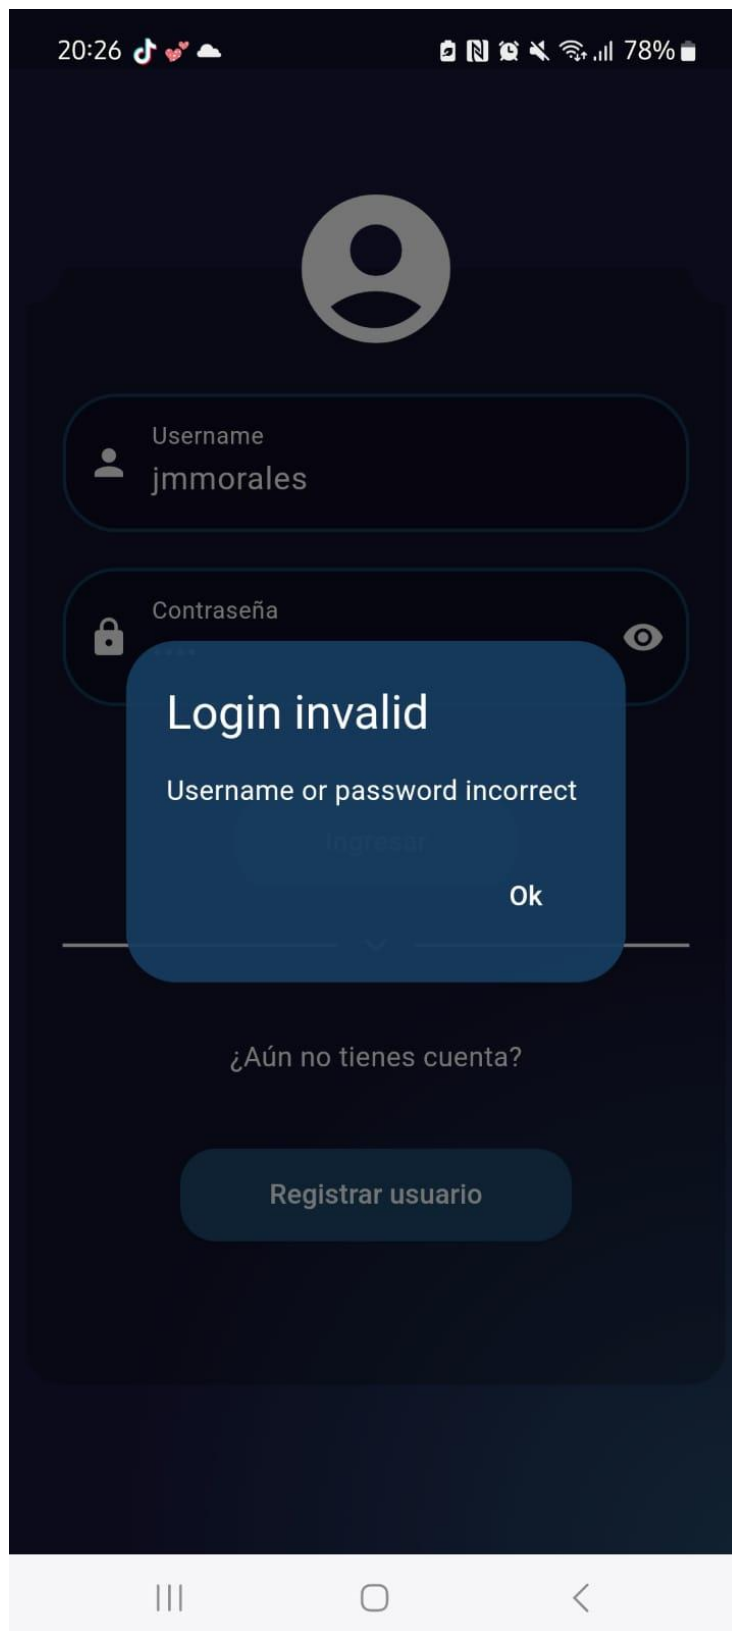 20:26
78%
Username
jmmorales
Contraseña
Login invalid
Username or password incorrect
Ingresar
Ok
¿Aún no tienes cuenta?
Registrar usuario